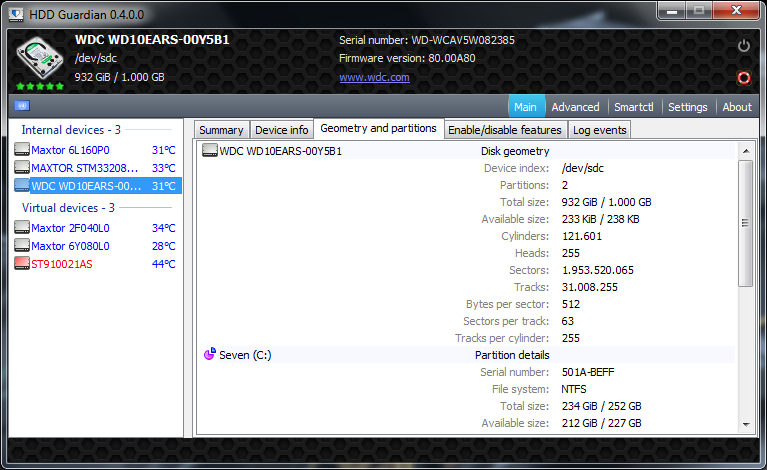 HDD Guardian 0.4.0.0
WDC WD10EARS-00Y5B1
/dev/sdc
932 GiB / 1.000 GB
Serial number: WD-WCAV5W082385
Firmware version: 80.00A80
www.wdc.com
Main Advanced Smartctl Settings About
Internal devices - 3
Maxtor 6L160P0 31°C
MAXTOR STM33208... 33°C
WDC WD10EARS-00... 31°C
Virtual devices - 3
Maxtor 2F040L0 34°C
Maxtor 6Y080L0 28°C
ST910021AS 44°C
Summary Device info Geometry and partitions Enable/disable features Log events
WDC WD10EARS-00Y5B1 Disk geometry
Device index: /dev/sdc
Partitions: 2
Total size: 932 GiB / 1.000 GB
Available size: 233 KiB / 238 KB
Cylinders: 121.601
Heads: 255
Sectors: 1.953.520.065
Tracks: 31.008.255
Bytes per sector: 512
Sectors per track: 63
Tracks per cylinder: 255
Seven (C:) Partition details
Serial number: 501A-BEFF
File system: NTFS
Total size: 234 GiB / 252 GB
Available size: 212 GiB / 227 GB